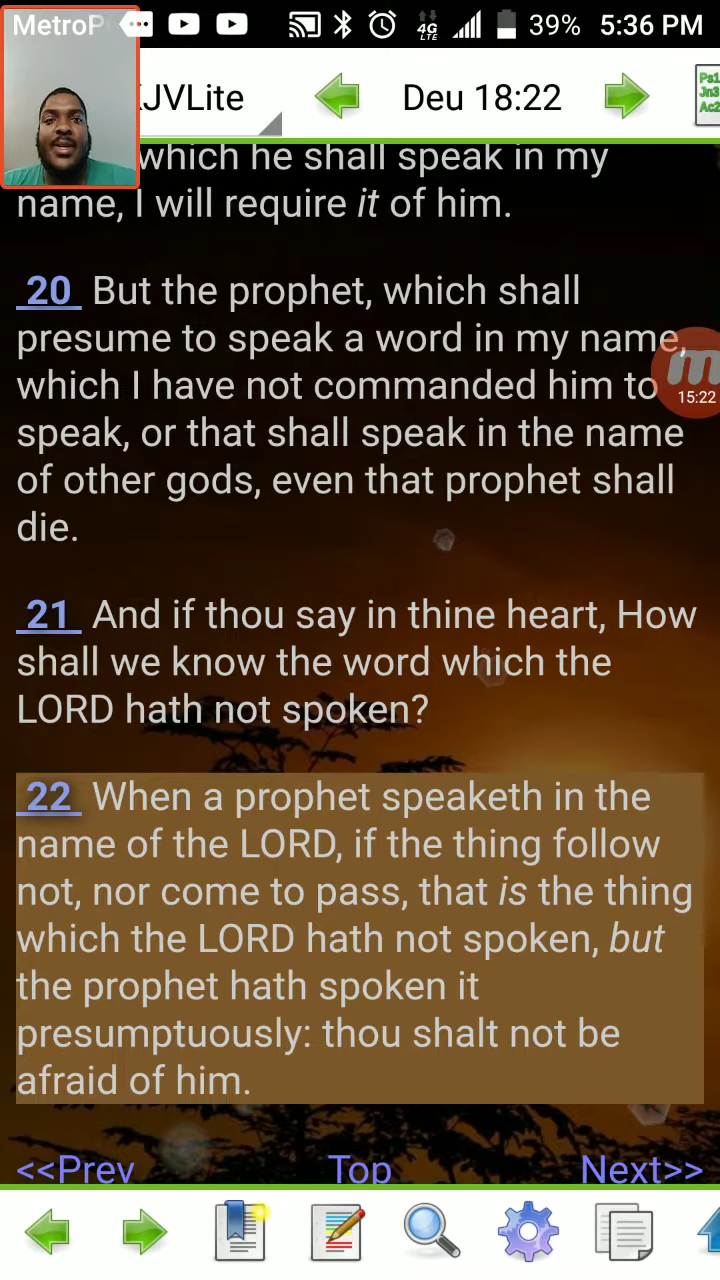 MetroP
39% 5:36 PM
4G
LTE
KJVLite
Deu 18:22
Ps1
Jn3
Ac2
which he shall speak in my
name, I will require it of him.
20 But the prophet, which shall
presume to speak a word in my name,
which I have not commanded him to
speak, or that shall speak in the name
of other gods, even that prophet shall
die.
m
15:22
21 And if thou say in thine heart, How
shall we know the word which the
LORD hath not spoken?
22 When a prophet speaketh in the
name of the LORD, if the thing follow
not, nor come to pass, that is the thing
which the LORD hath not spoken, but
the prophet hath spoken it
presumptuously: thou shalt not be
afraid of him.
<<Prev Top Next>>